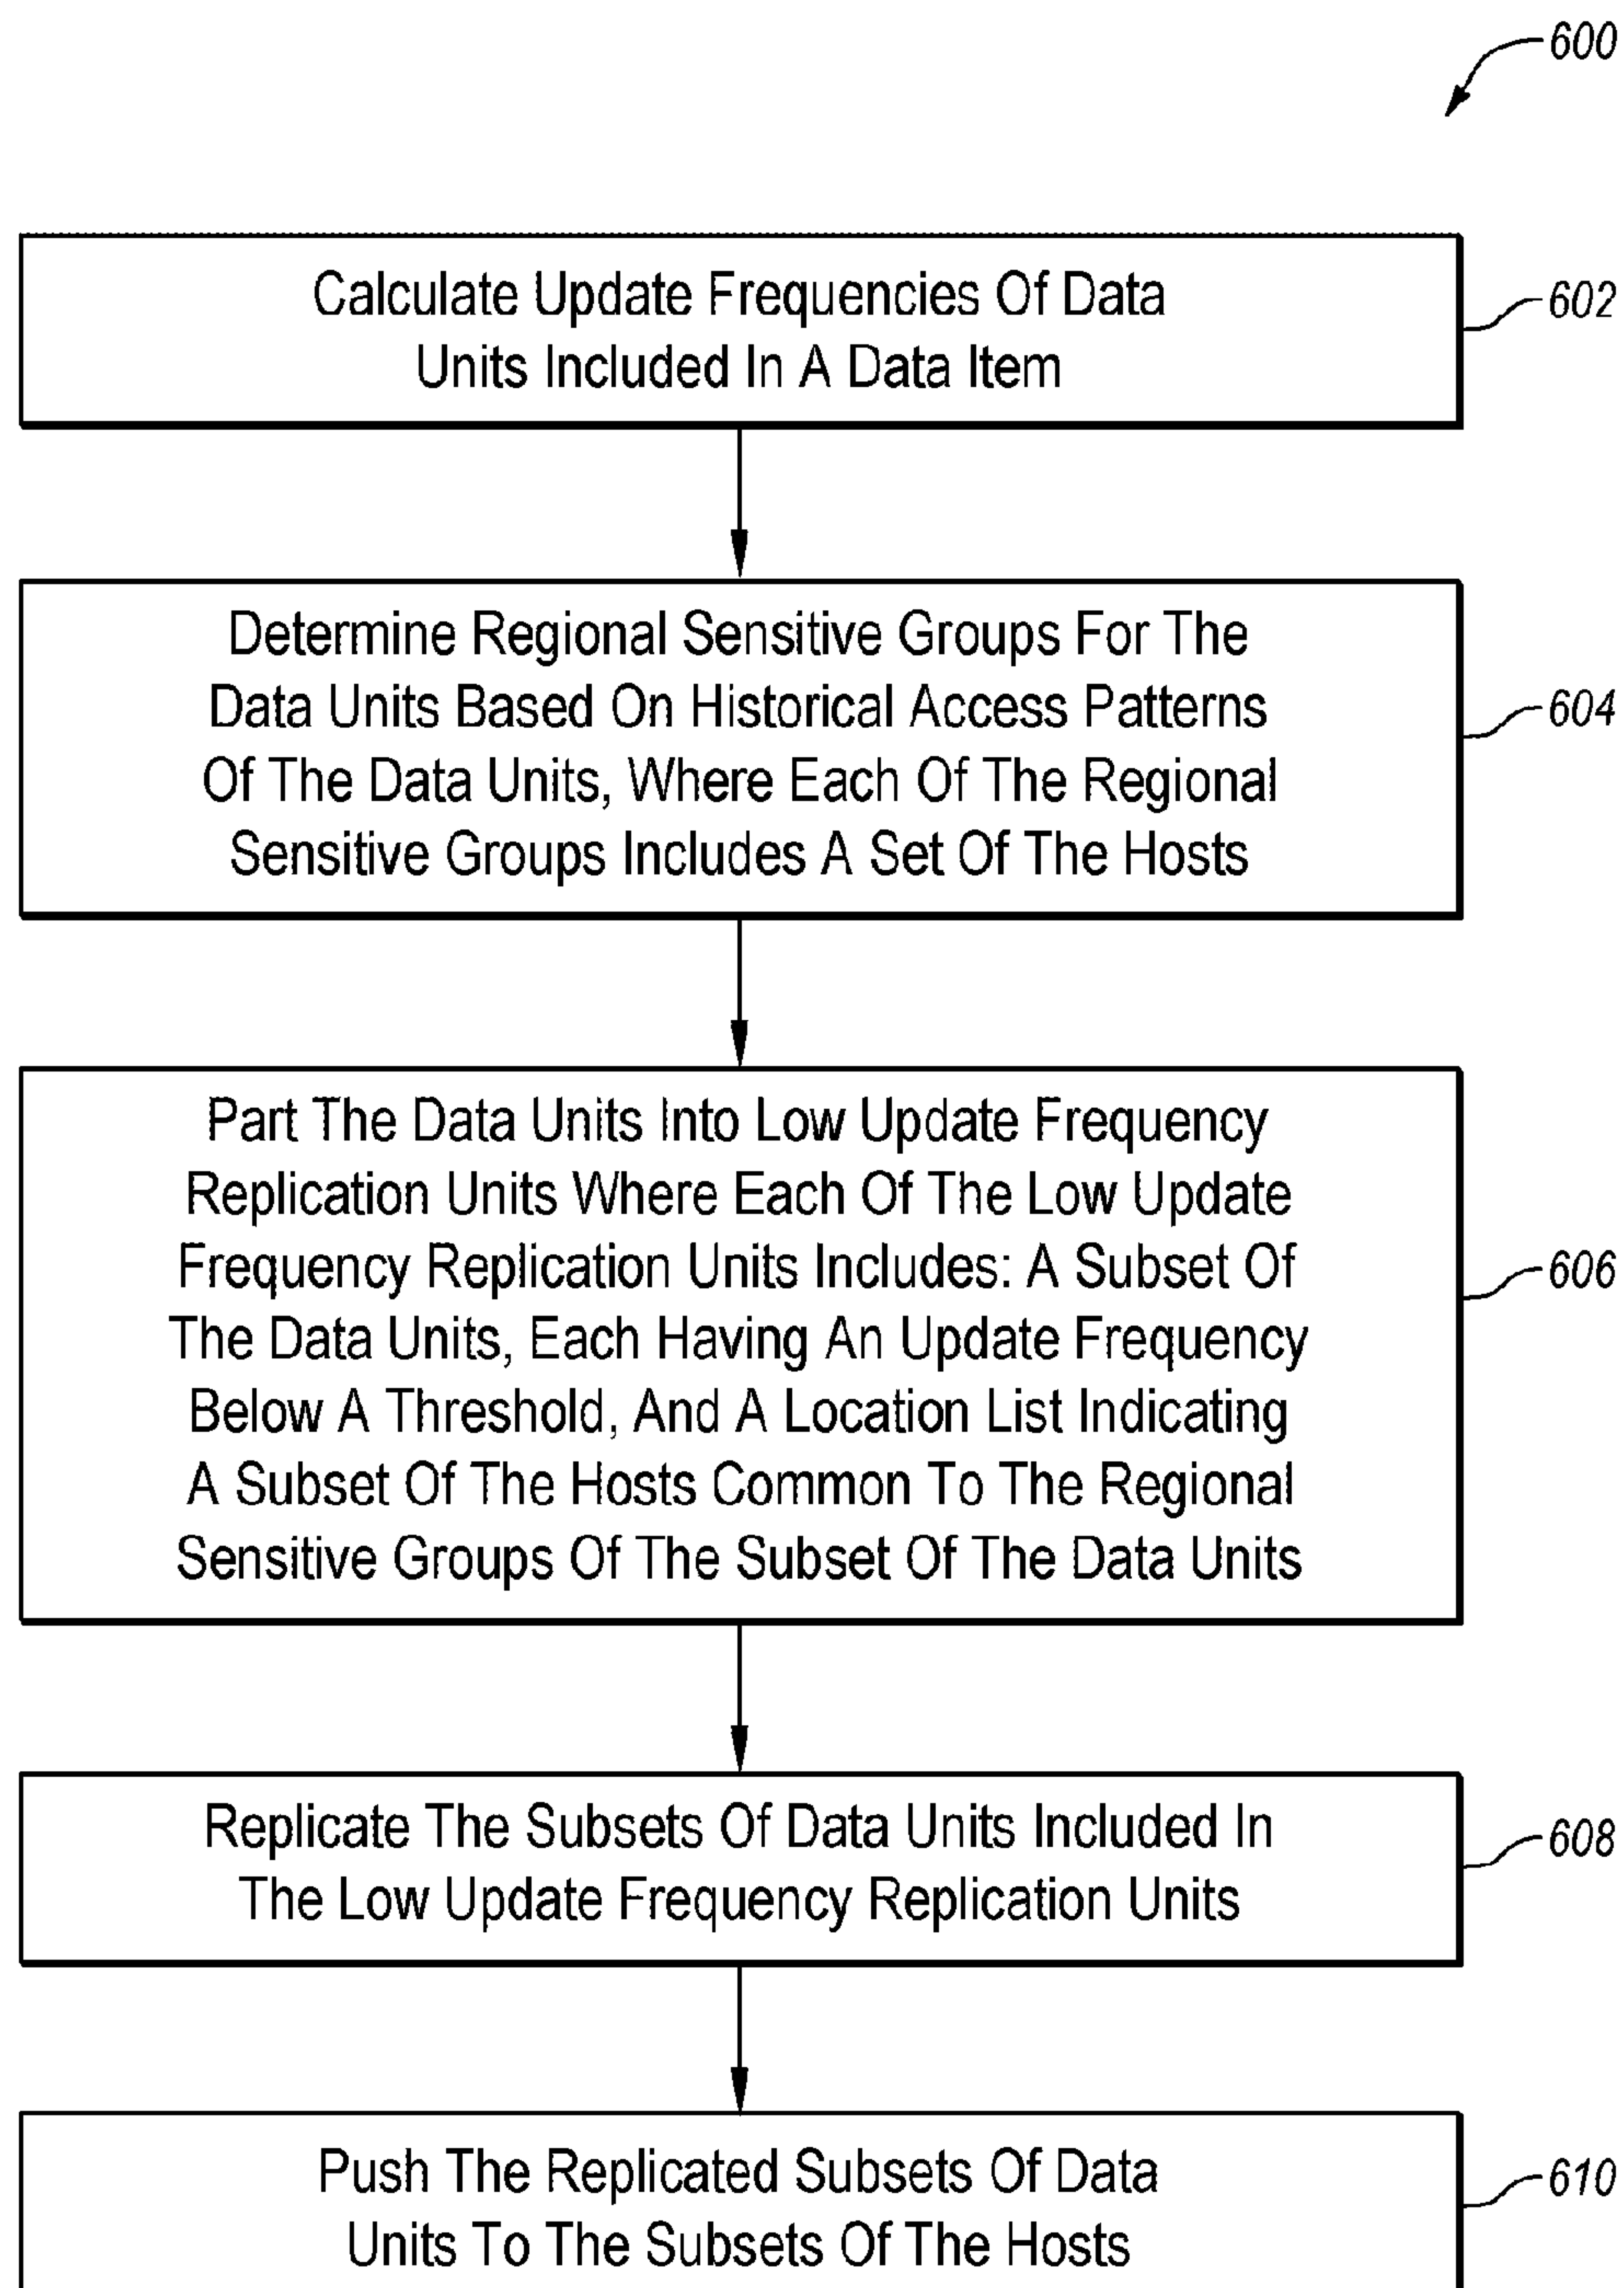 600
Calculate Update Frequencies Of Data
Units Included In A Data Item
602
Determine Regional Sensitive Groups For The
Data Units Based On Historical Access Patterns
Of The Data Units, Where Each Of The Regional
Sensitive Groups Includes A Set Of The Hosts
604
Part The Data Units Into Low Update Frequency
Replication Units Where Each Of The Low Update
Frequency Replication Units Includes: A Subset Of
The Data Units, Each Having An Update Frequency
Below A Threshold, And A Location List Indicating
A Subset Of The Hosts Common To The Regional
Sensitive Groups Of The Subset Of The Data Units
606
Replicate The Subsets Of Data Units Included In
The Low Update Frequency Replication Units
608
Push The Replicated Subsets Of Data
Units To The Subsets Of The Hosts
610